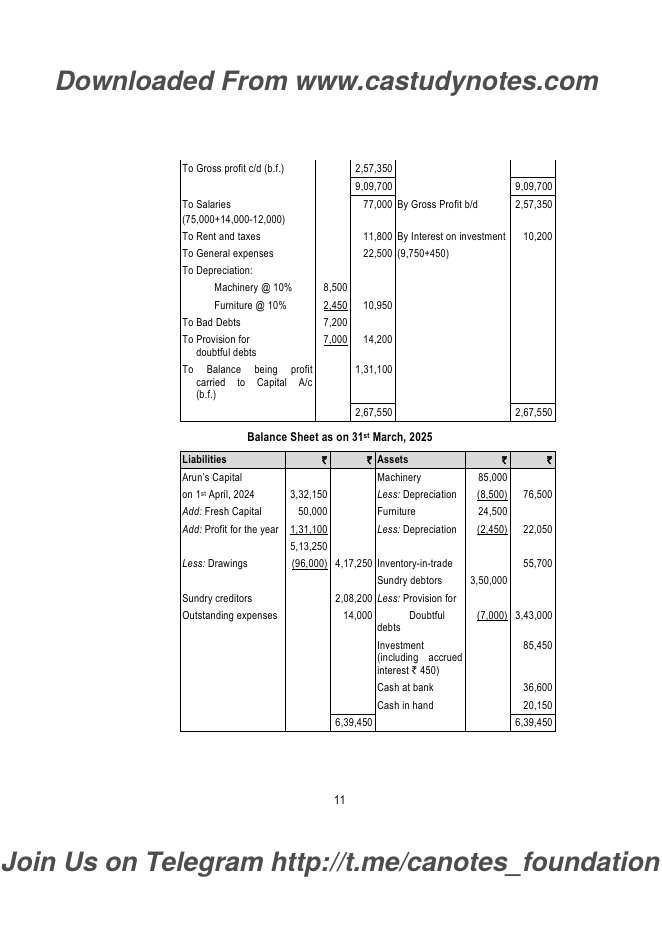 Downloaded From www.castudynotes.com
To Gross profit c/d (b.f.) 2,57,350
9,09,700 9,09,700
To Salaries 77,000 By Gross Profit b/d 2,57,350
(75,000+14,000-12,000)
To Rent and taxes 11,800 By Interest on investment 10,200
To General expenses 22,500 (9,750+450)
To Depreciation:
Machinery @ 10% 8,500
Furniture @ 10% 2,450 10,950
To Bad Debts 7,200
To Provision for 7,000 14,200
doubtful debts
To Balance being profit 1,31,100
carried to Capital A/c
(b.f.)
2,67,550 2,67,550
Balance Sheet as on 31st March, 2025
Liabilities ₹ ₹ Assets ₹ ₹
Arun's Capital Machinery 85,000
on 1st April, 2024 3,32,150 Less: Depreciation (8,500) 76,500
Add: Fresh Capital 50,000 Furniture 24,500
Add: Profit for the year 1,31,100 Less: Depreciation (2,450) 22,050
5,13,250
Less: Drawings (96,000) 4,17,250 Inventory-in-trade 55,700
Sundry debtors 3,50,000
Sundry creditors 2,08,200 Less: Provision for
Outstanding expenses 14,000 Doubtful (7,000) 3,43,000
debts
Investment 85,450
(including accrued
interest ₹ 450)
Cash at bank 36,600
Cash in hand 20,150
6,39,450 6,39,450
11
Join Us on Telegram http://t.me/canotes_foundation